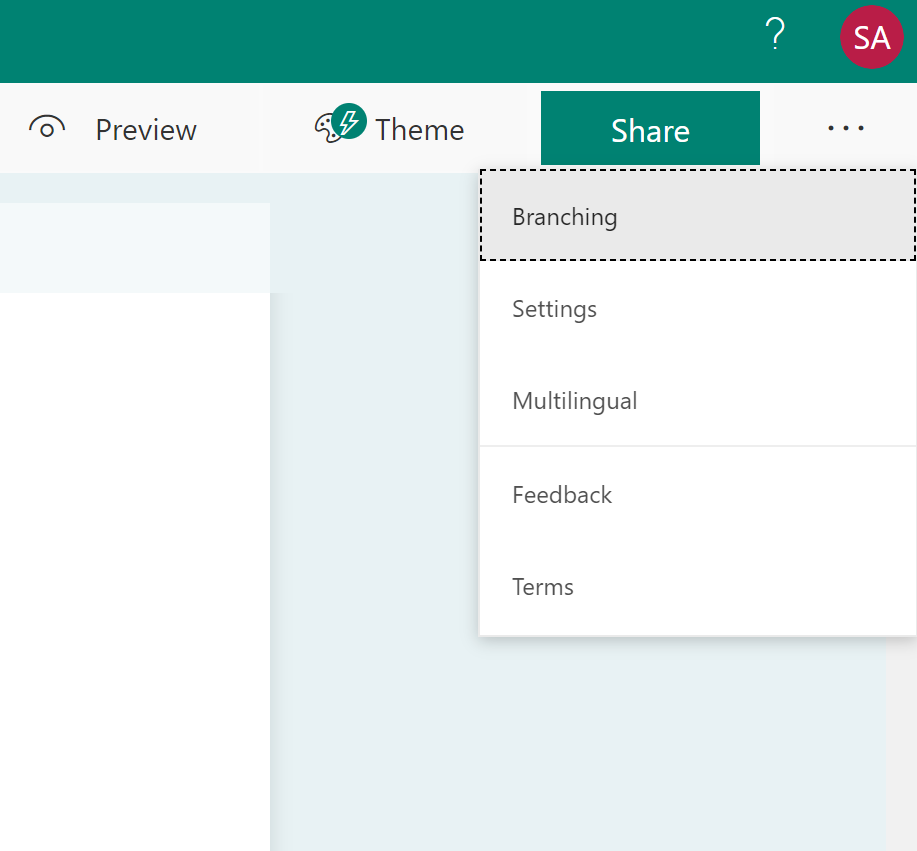 ?
SA
Preview
Theme
Share
...
Branching
Settings
Multilingual
Feedback
Terms